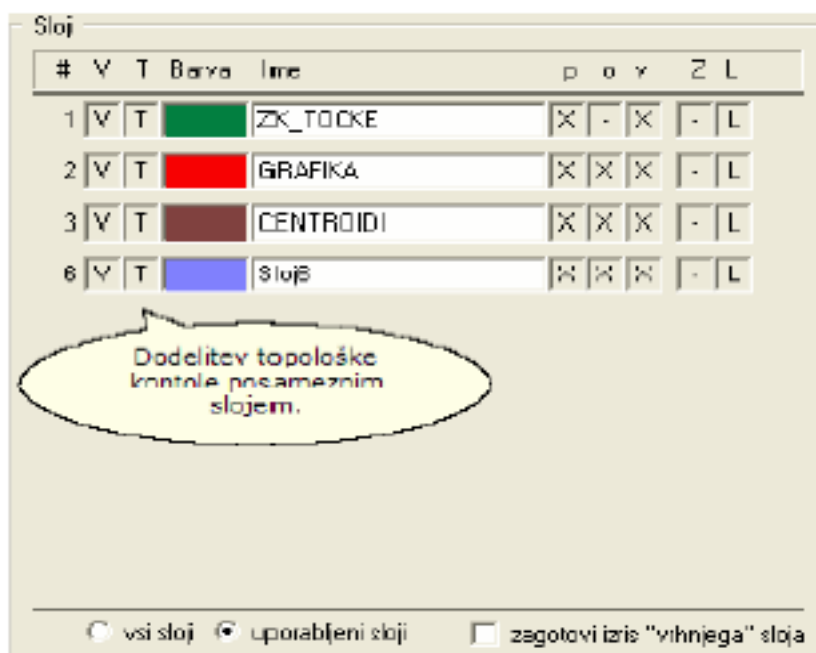 Sloji
# V T Barva Ime p o v Z L
1 V T ZK_TOCKE X - X - L
2 V T GRAFIKA X X X - L
3 V T CENTROIDI X X X - L
6 V T Sloj6 X X X - L
Dodelitev topološke
kontole posameznim
slojem.
vsi sloji uporabljeni sloji zagotovi izris "vrhnjega" sloja